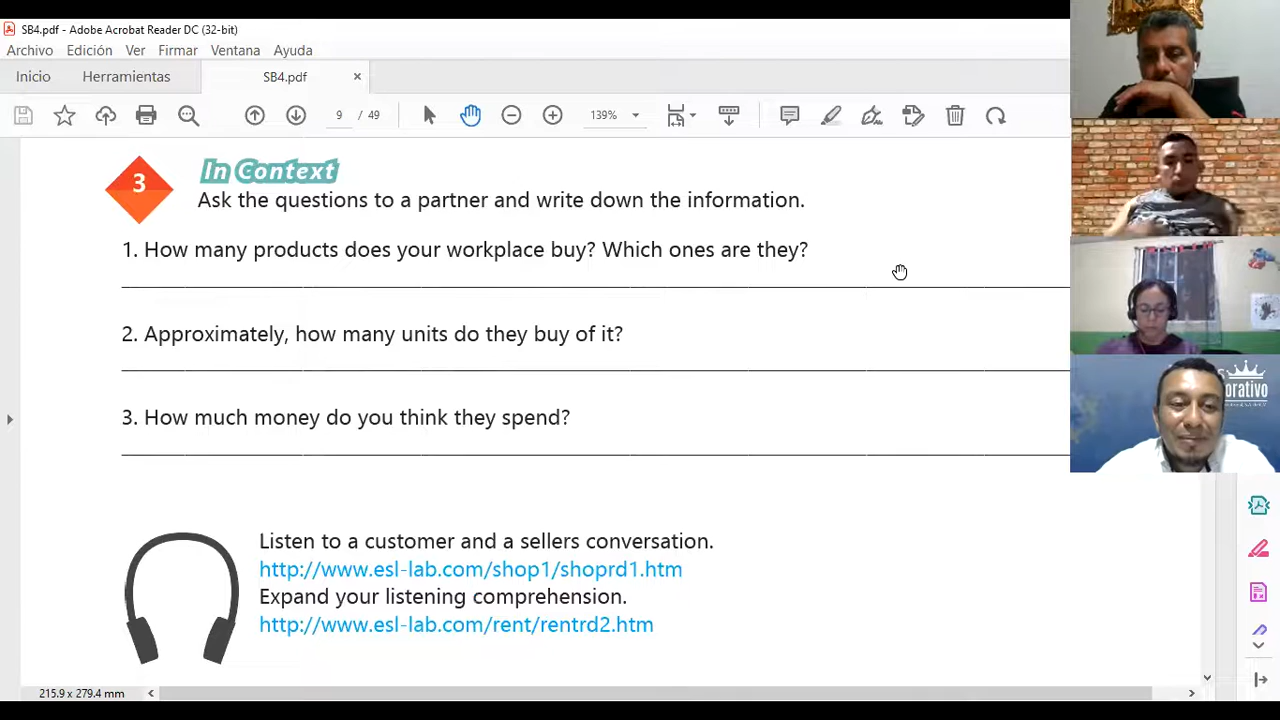 SB4.pdf - Adobe Acrobat Reader DC (32-bit)
Archivo Edición Ver Firmar Ventana Ayuda
Inicio Herramientas SB4.pdf ×
9 / 49 139%
3 In Context
Ask the questions to a partner and write down the information.
1. How many products does your workplace buy? Which ones are they?
2. Approximately, how many units do they buy of it?
3. How much money do you think they spend?
orativo
Listen to a customer and a sellers conversation.
http://www.esl-lab.com/shop1/shoprd1.htm
Expand your listening comprehension.
http://www.esl-lab.com/rent/rentrd2.htm
215.9 x 279.4 mm